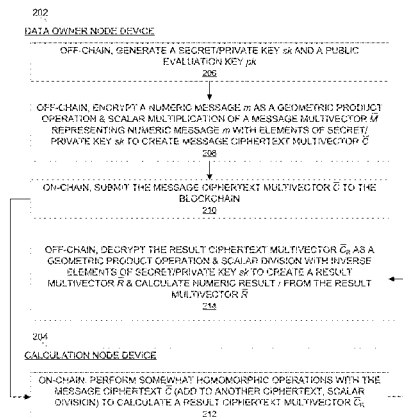 202
DATA OWNER NODE DEVICE
OFF-CHAIN, GENERATE A SECRET/PRIVATE KEY sk AND A PUBLIC
EVALUATION KEY pk
206
OFF-CHAIN, ENCRYPT A NUMERIC MESSAGE m AS A GEOMETRIC PRODUCT
OPERATION & SCALAR MULTIPLICATION OF A MESSAGE MULTIVECTOR M̅
REPRESENTING NUMERIC MESSAGE m WITH ELEMENTS OF SECRET/
PRIVATE KEY sk TO CREATE MESSAGE CIPHERTEXT MULTIVECTOR C̅
208
ON-CHAIN, SUBMIT THE MESSAGE CIPHERTEXT MULTIVECTOR C̅ TO THE
BLOCKCHAIN
210
OFF-CHAIN, DECRYPT THE RESULT CIPHERTEXT MULTIVECTOR C̅R AS A
GEOMETRIC PRODUCT OPERATION & SCALAR DIVISION WITH INVERSE
ELEMENTS OF SECRET/PRIVATE KEY sk TO CREATE A RESULT
MULTIVECTOR R̅ & CALCULATE NUMERIC RESULT r FROM THE RESULT
MULTIVECTOR R̅
214
204
CALCULATION NODE DEVICE
ON-CHAIN, PERFORM SOMEWHAT HOMOMORPHIC OPERATIONS WITH THE
MESSAGE CIPHERTEXT C̅ (ADD TO ANOTHER CIPHERTEXT, SCALAR
DIVISION) TO CALCULATE A RESULT CIPHERTEXT MULTIVECTOR C̅R
212